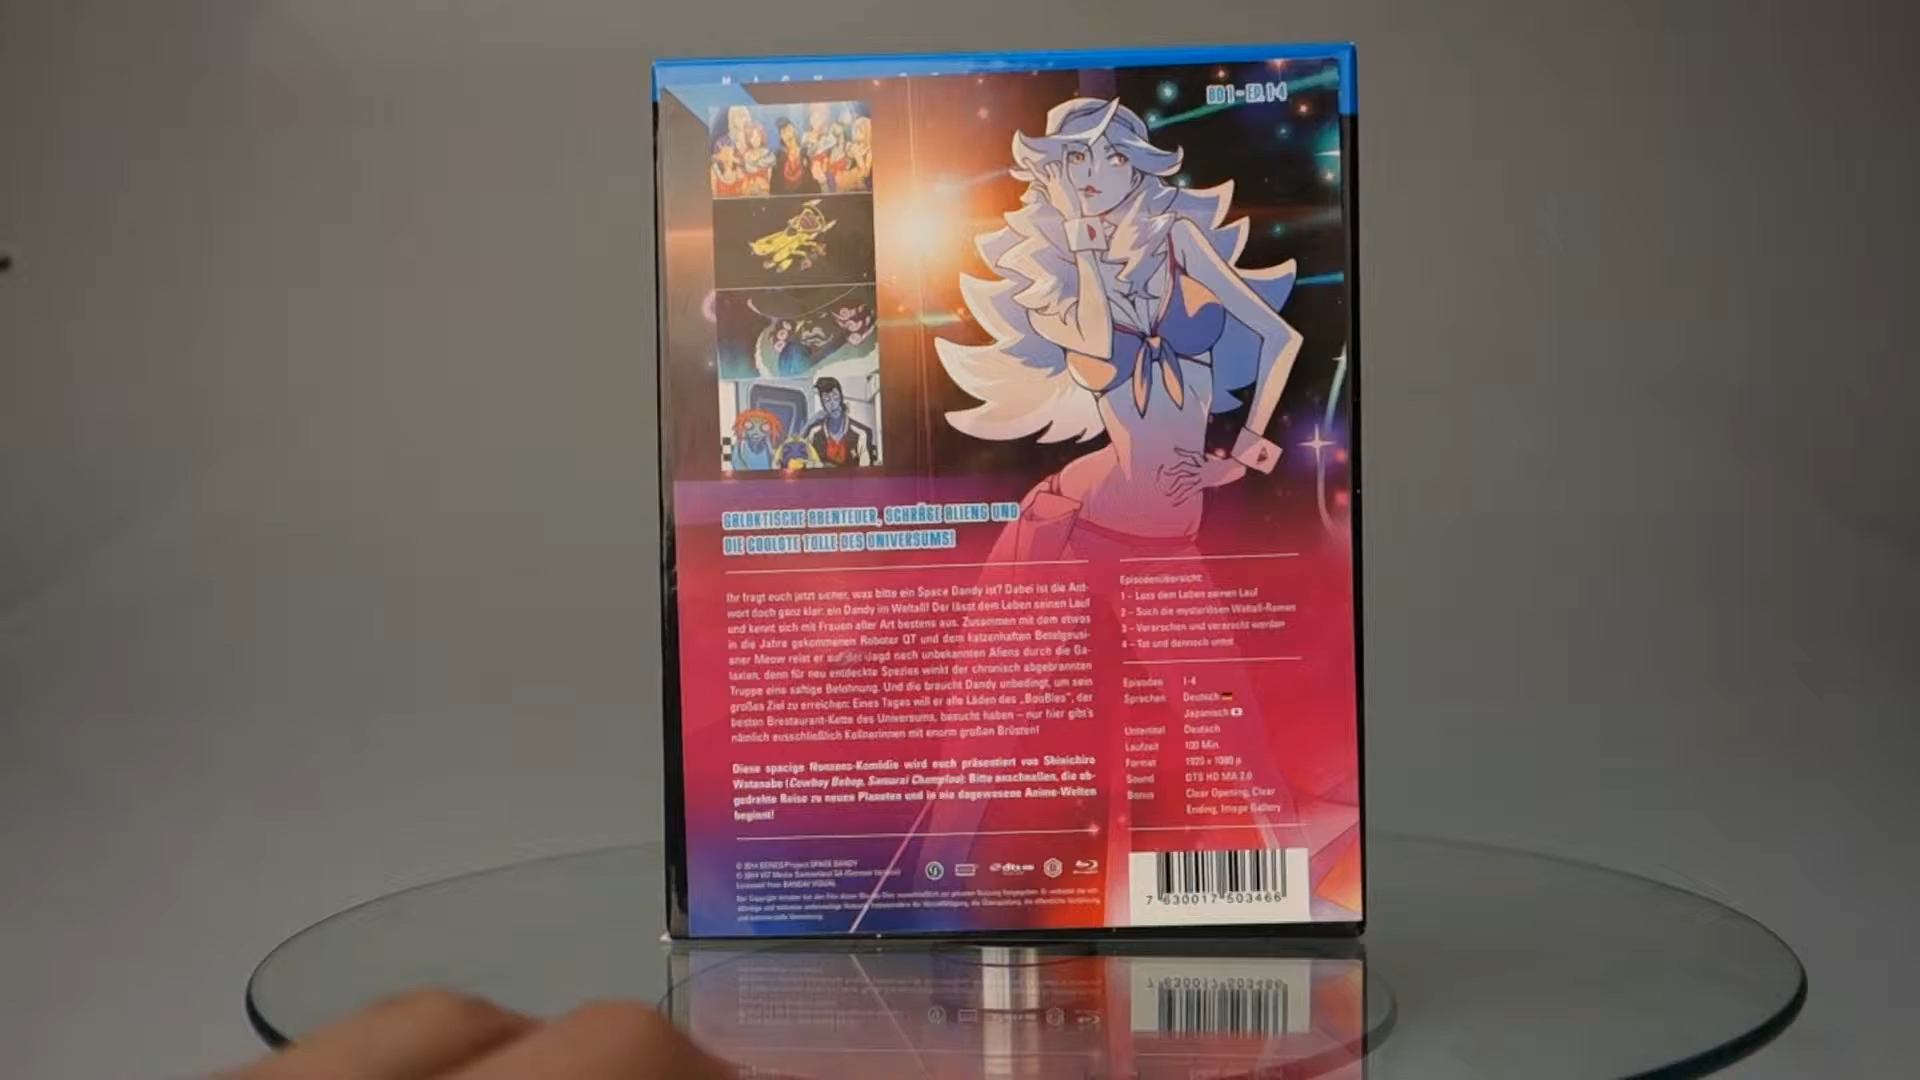 BD 1 - EP. 1-4
GALAKTISCHE ABENTEUER, SCHRÄGE ALIENS UND
DIE COOLSTE TOLLE DES UNIVERSUMS!
Ihr fragt euch jetzt sicher, was bitte ein Space Dandy ist? Dabei ist die Ant-
wort doch ganz klar: ein Dandy im Weltall! Der lässt dem Leben seinen Lauf
und kennt sich mit Frauen aller Art bestens aus. Zusammen mit dem etwas
in die Jahre gekommenen Roboter QT und dem katzenhaften Betelgeusi-
aner Meow reist er auf der Jagd nach unbekannten Aliens durch die Ga-
laxien, denn für neu entdeckte Spezies winkt der chronisch abgebrannten
Truppe eine saftige Belohnung. Und die braucht Dandy unbedingt, um sein
großes Ziel zu erreichen: Eines Tages will er alle Läden des „BooBies“, der
besten Brestaurant-Kette des Universums, besucht haben – nur hier gibt's
nämlich ausschließlich Kellnerinnen mit enorm großen Brüsten!
Diese spacige Nonsens-Komödie wird euch präsentiert von Shinichiro
Watanabe (Cowboy Bebop, Samurai Champloo): Bitte anschnallen, die ab-
gedrehte Reise zu neuen Planeten und in nie dagewesene Anime-Welten
beginnt!
Episodenübersicht:
1 – Lass dem Leben seinen Lauf
2 – Such die mysteriösen Weltall-Ramen
3 – Verarschen und verarscht werden
4 – Tot und dennoch untot
Episoden 1-4
Sprachen Deutsch
Japanisch
Untertitel Deutsch
Laufzeit 100 Min.
Format 1920 x 1080 p
Sound DTS HD MA 2.0
Bonus Clear Opening, Clear
Ending, Image Gallery
© 2014 BONES/Project SPACE DANDY
© 2014 VIZ Media Switzerland SA (German Version)
Licensed from BANDAI VISUAL
dts
7 630017 503466